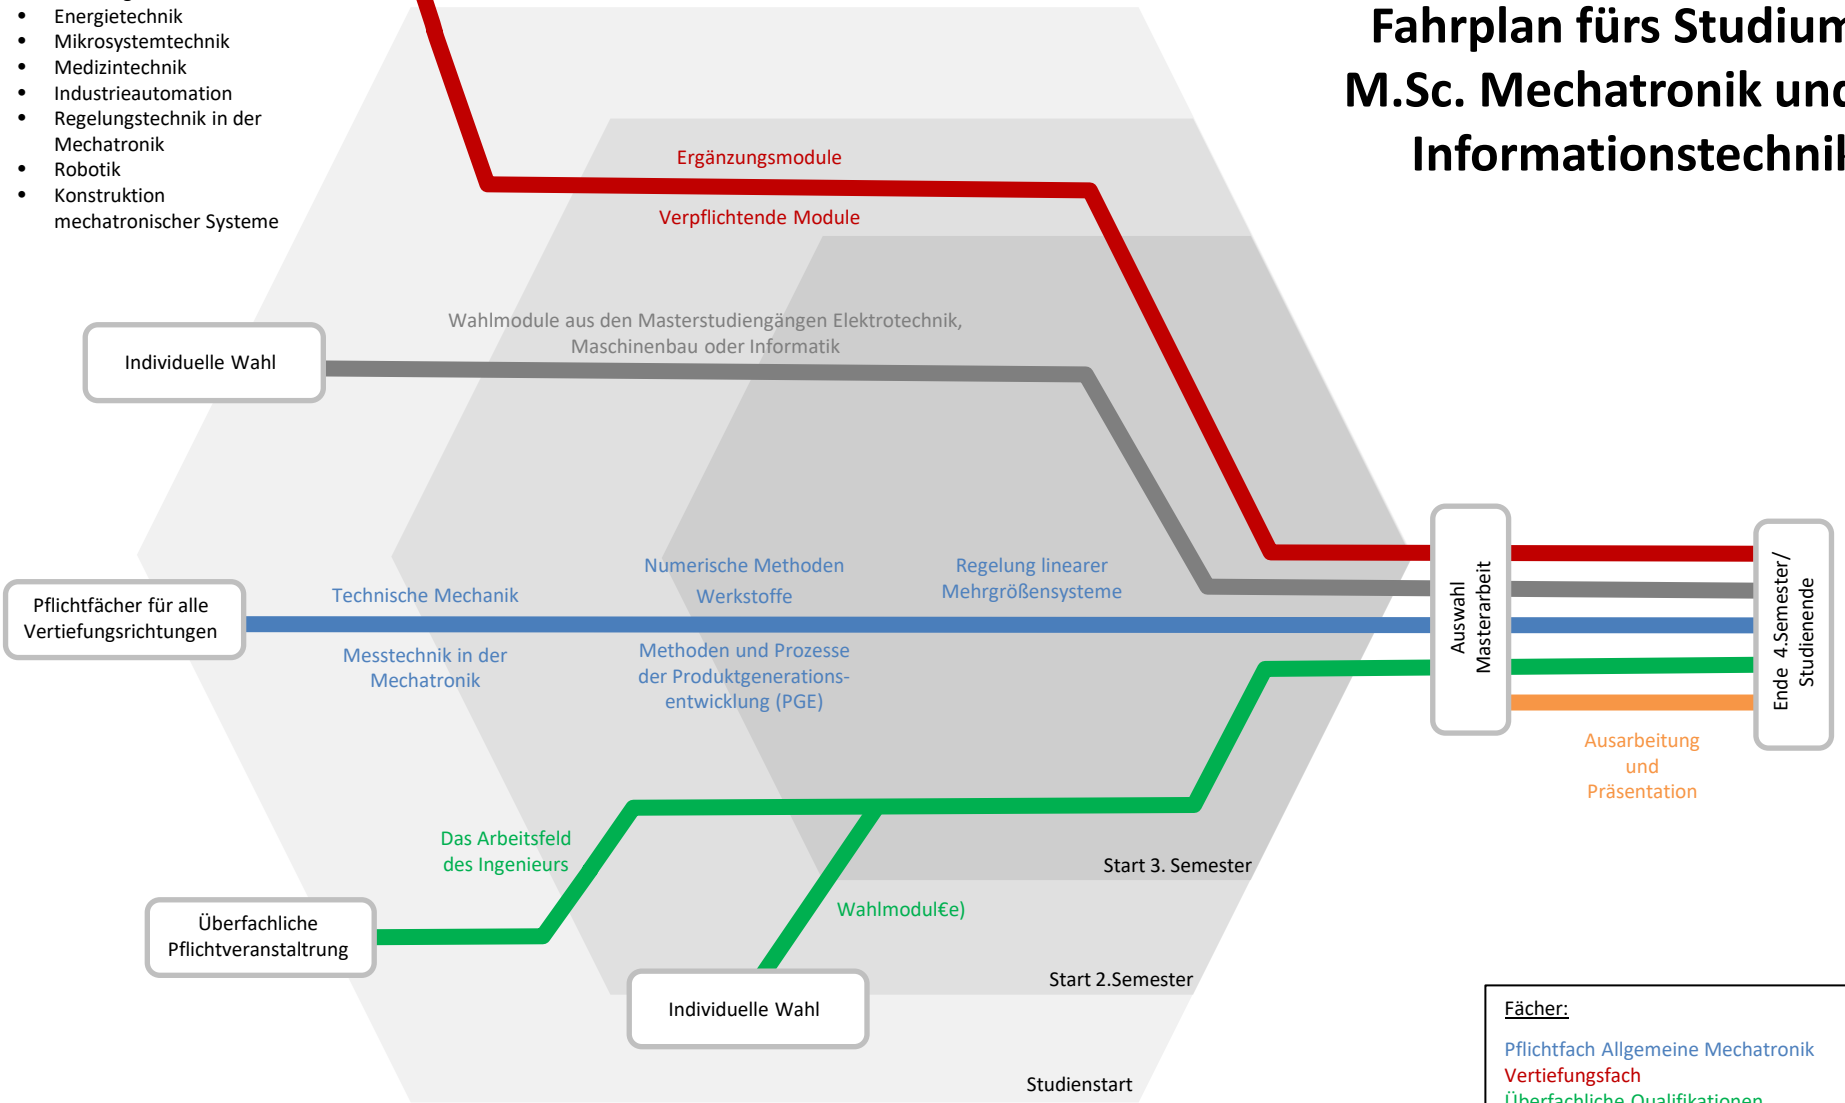 Energietechnik
Mikrosystemtechnik
Medizintechnik
Industrieautomation
Regelungstechnik in der
Mechatronik
Robotik
Konstruktion
mechatronischer Systeme
Fahrplan fürs Studium
M.Sc. Mechatronik und
Informationstechnik
Ergänzungsmodule
Verpflichtende Module
Wahlmodule aus den Masterstudiengängen Elektrotechnik,
Maschinenbau oder Informatik
Individuelle Wahl
Pflichtfächer für alle
Vertiefungsrichtungen
Technische Mechanik
Messtechnik in der
Mechatronik
Numerische Methoden
Werkstoffe
Methoden und Prozesse
der Produktgenerations-
entwicklung (PGE)
Regelung linearer
Mehrgrößensysteme
Auswahl
Masterarbeit
Ende 4.Semester/
Studienende
Ausarbeitung
und
Präsentation
Das Arbeitsfeld
des Ingenieurs
Start 3. Semester
Wahlmodul€e)
Überfachliche
Pflichtveranstaltrung
Start 2.Semester
Individuelle Wahl
Studienstart
Fächer:
Pflichtfach Allgemeine Mechatronik
Vertiefungsfach
Überfachliche Qualifikationen